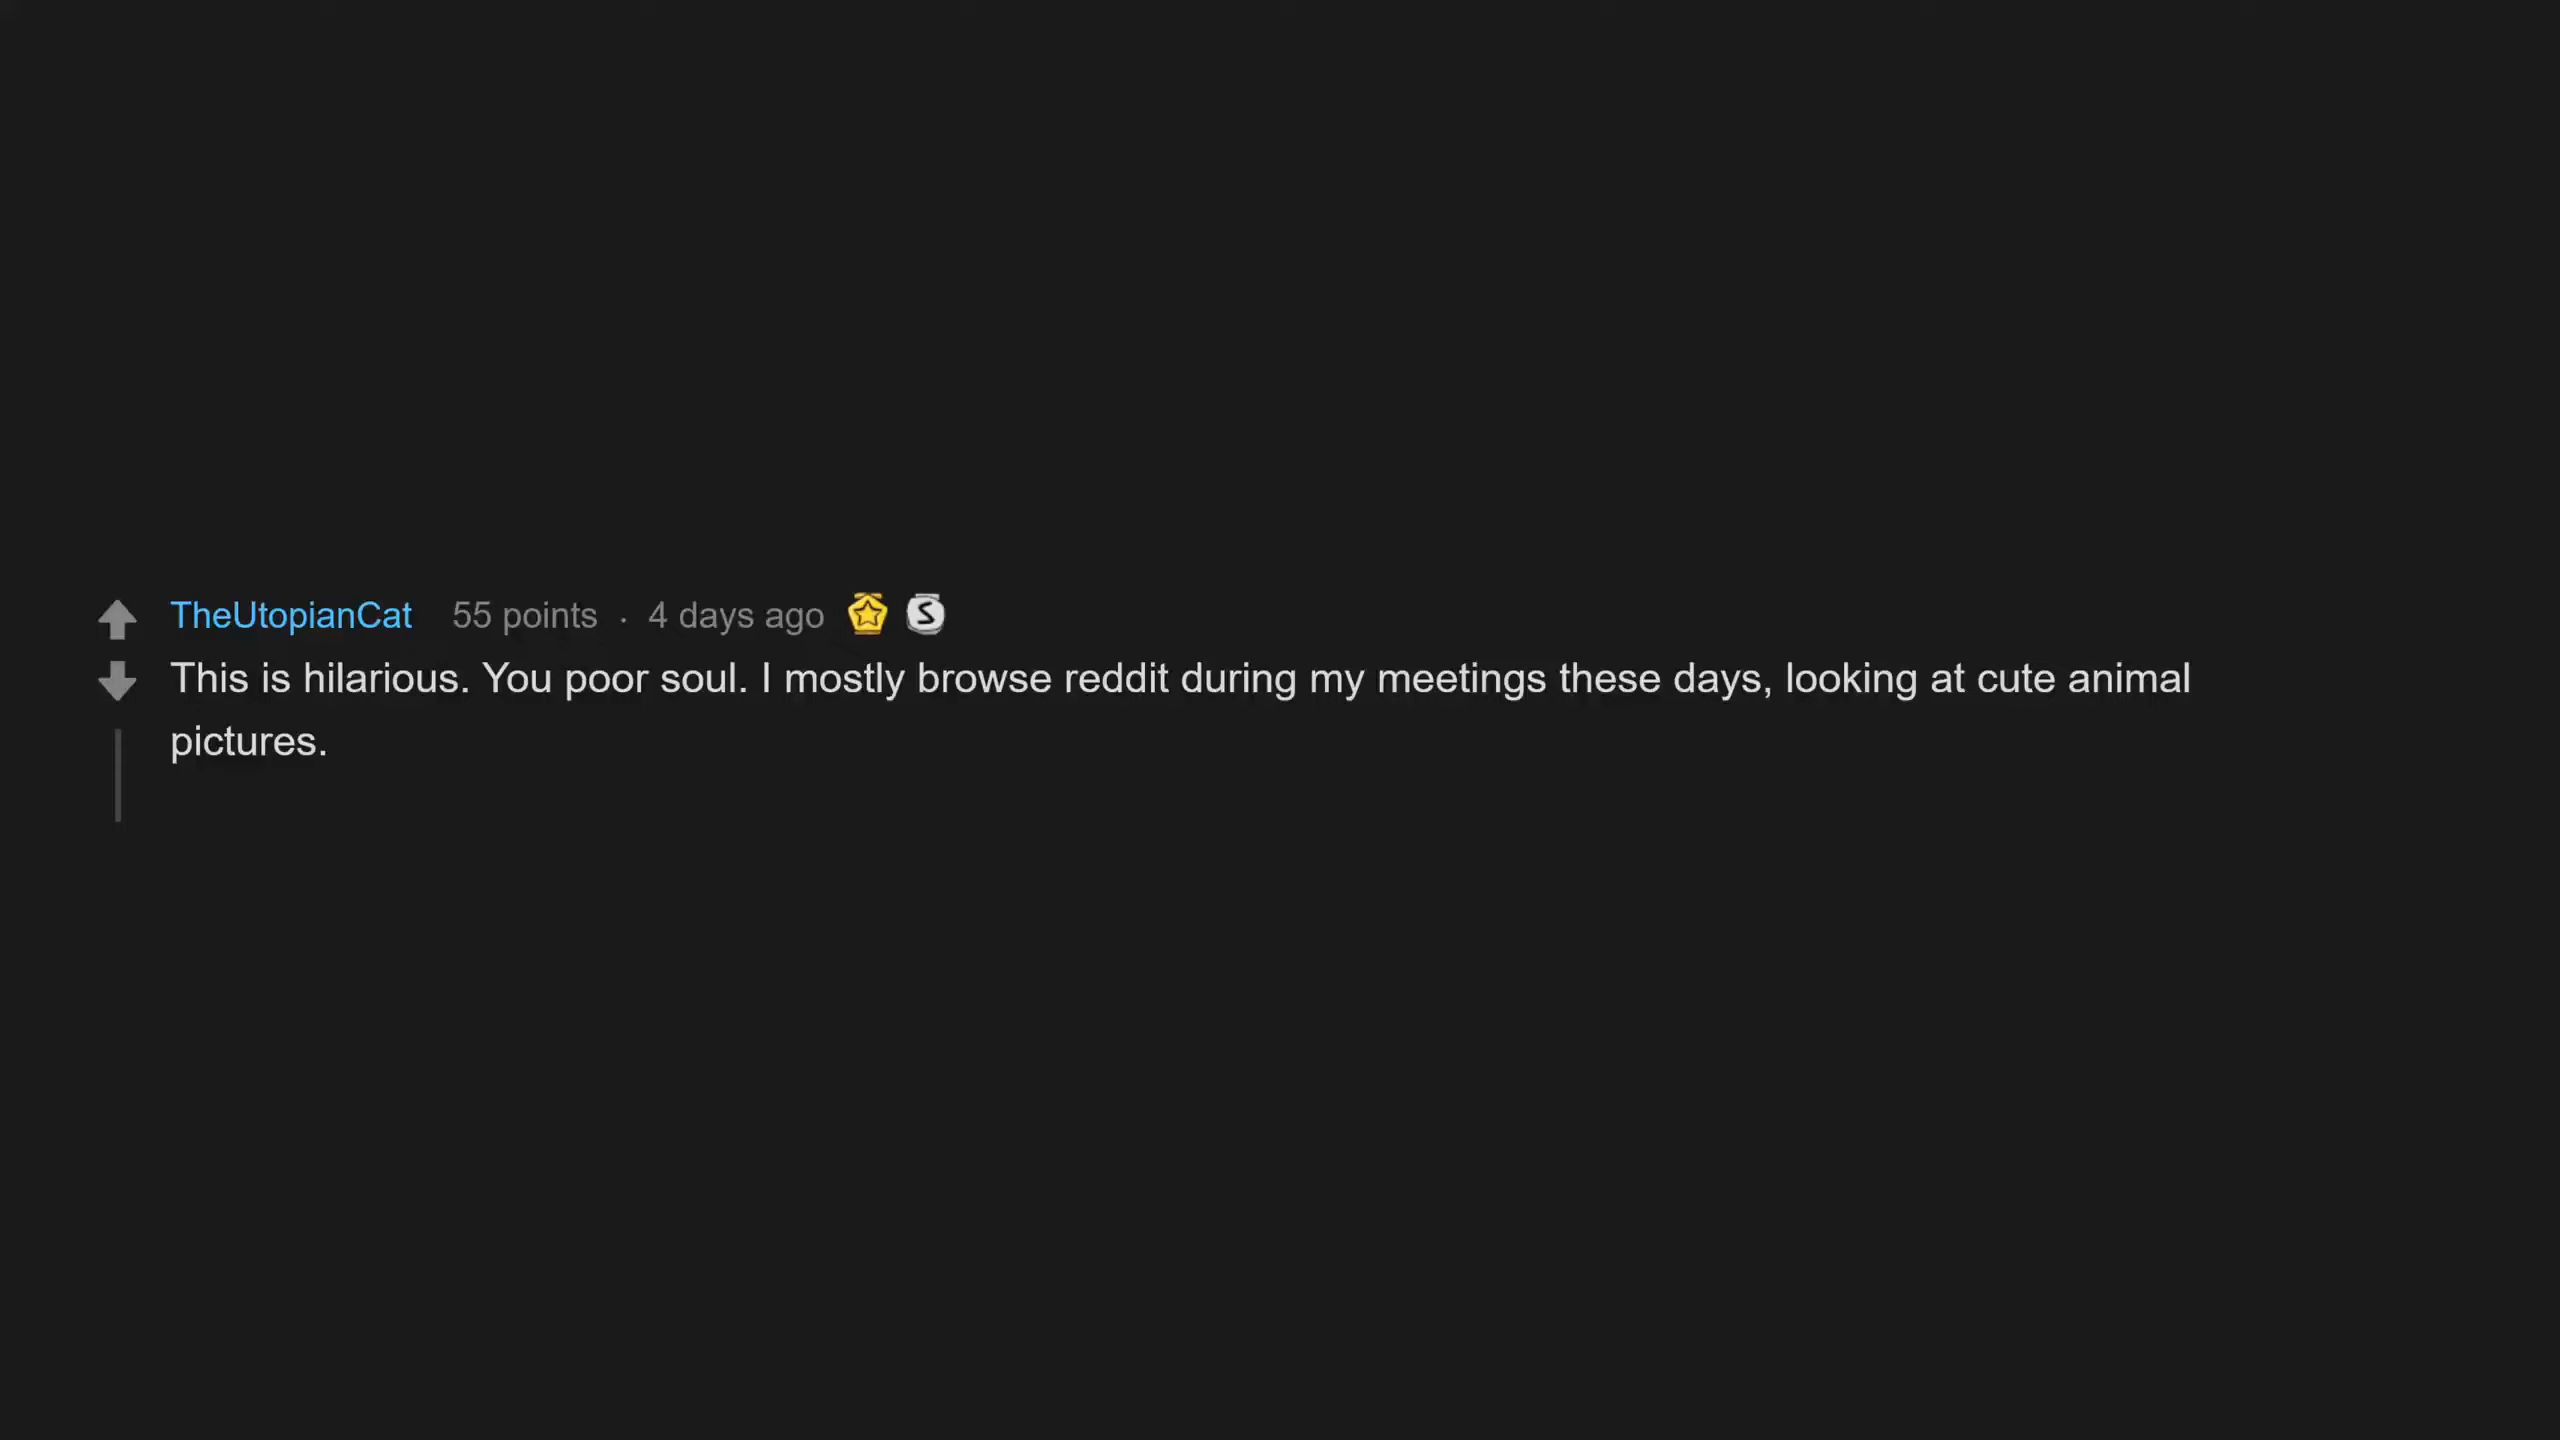 TheUtopianCat 55 points · 4 days ago S
This is hilarious. You poor soul. I mostly browse reddit during my meetings these days, looking at cute animal
pictures.